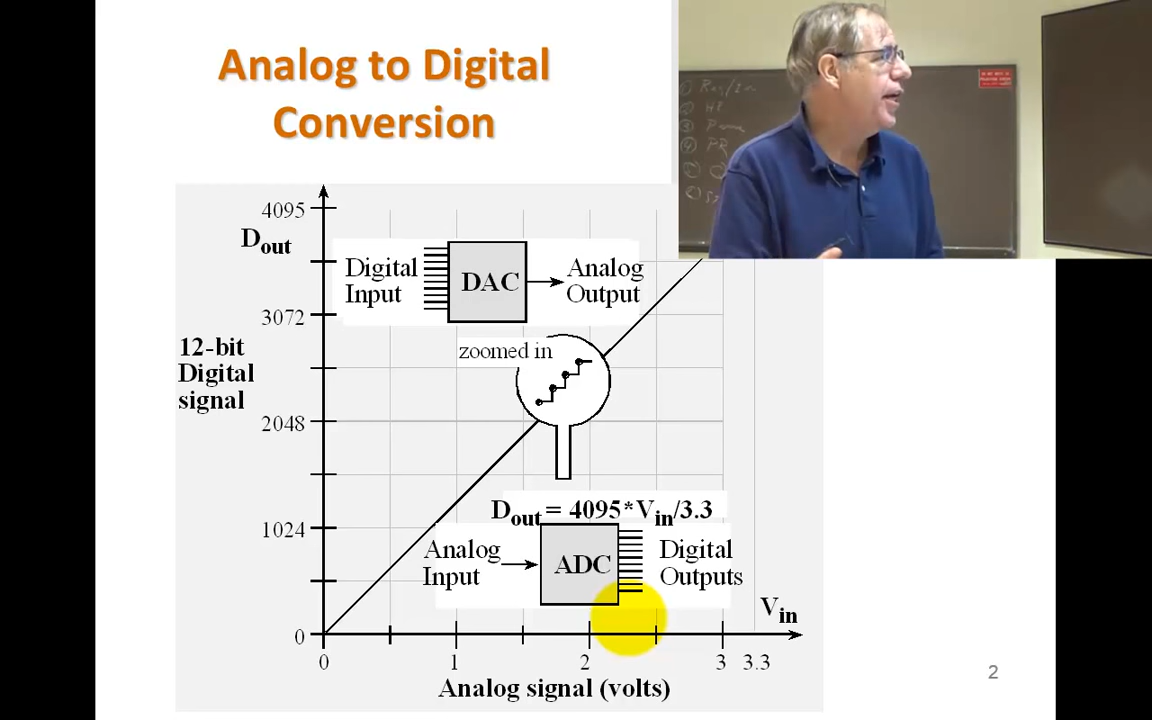 Analog to Digital
Conversion
4095
Dout
Digital
Input
DAC
Analog
Output
3072
zoomed in
12-bit
Digital
signal
2048
Dout = 4095*Vin/3.3
1024
Analog
Input
ADC
Digital
Outputs
Vin
0
0
1
2
3
3.3
Analog signal (volts)
2